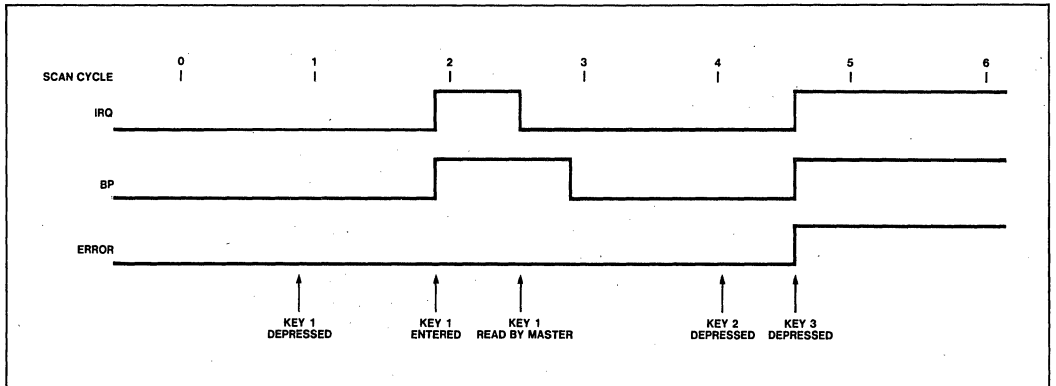 0 1 2 3 4 5 6
SCAN CYCLE
IRQ
BP
ERROR
KEY 1
DEPRESSED
KEY 1
ENTERED
KEY 1
READ BY MASTER
KEY 2
DEPRESSED
KEY 3
DEPRESSED